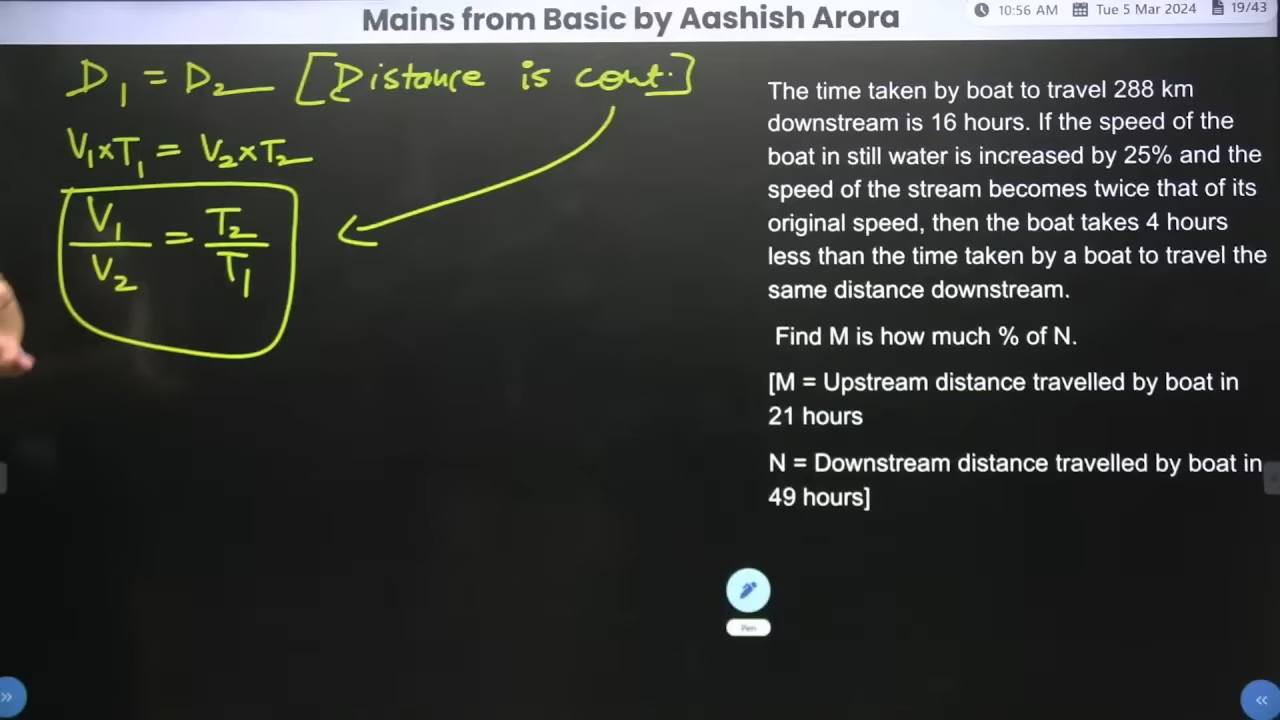 Mains from Basic by Aashish Arora
10:56 AM Tue 5 Mar 2024 19/43
D₁ = D₂ [Distance is cont.]
V₁×T₁ = V₂×T₂
V₁/V₂ = T₂/T₁
The time taken by boat to travel 288 km
downstream is 16 hours. If the speed of the
boat in still water is increased by 25% and the
speed of the stream becomes twice that of its
original speed, then the boat takes 4 hours
less than the time taken by a boat to travel the
same distance downstream.
Find M is how much % of N.
[M = Upstream distance travelled by boat in
21 hours
N = Downstream distance travelled by boat in
49 hours]
Pen